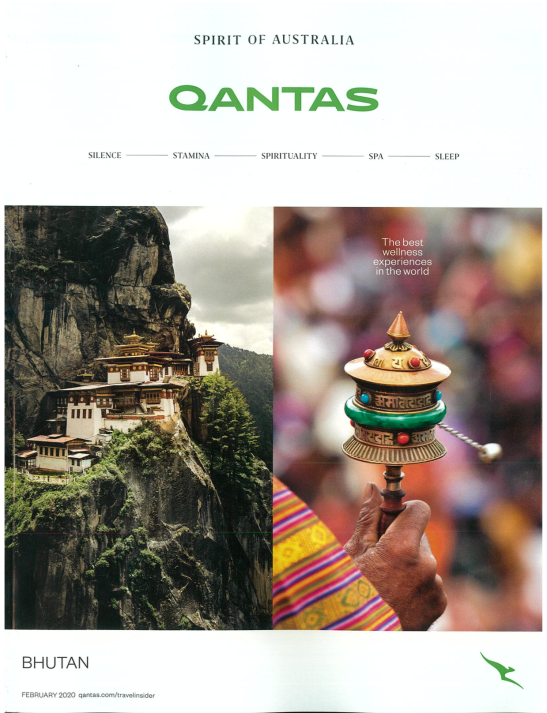 SPIRIT OF AUSTRALIA
QANTAS
SILENCE STAMINA SPIRITUALITY SPA SLEEP
The best
wellness
experiences
in the world
BHUTAN
FEBRUARY 2020 qantas.com/travelinsider